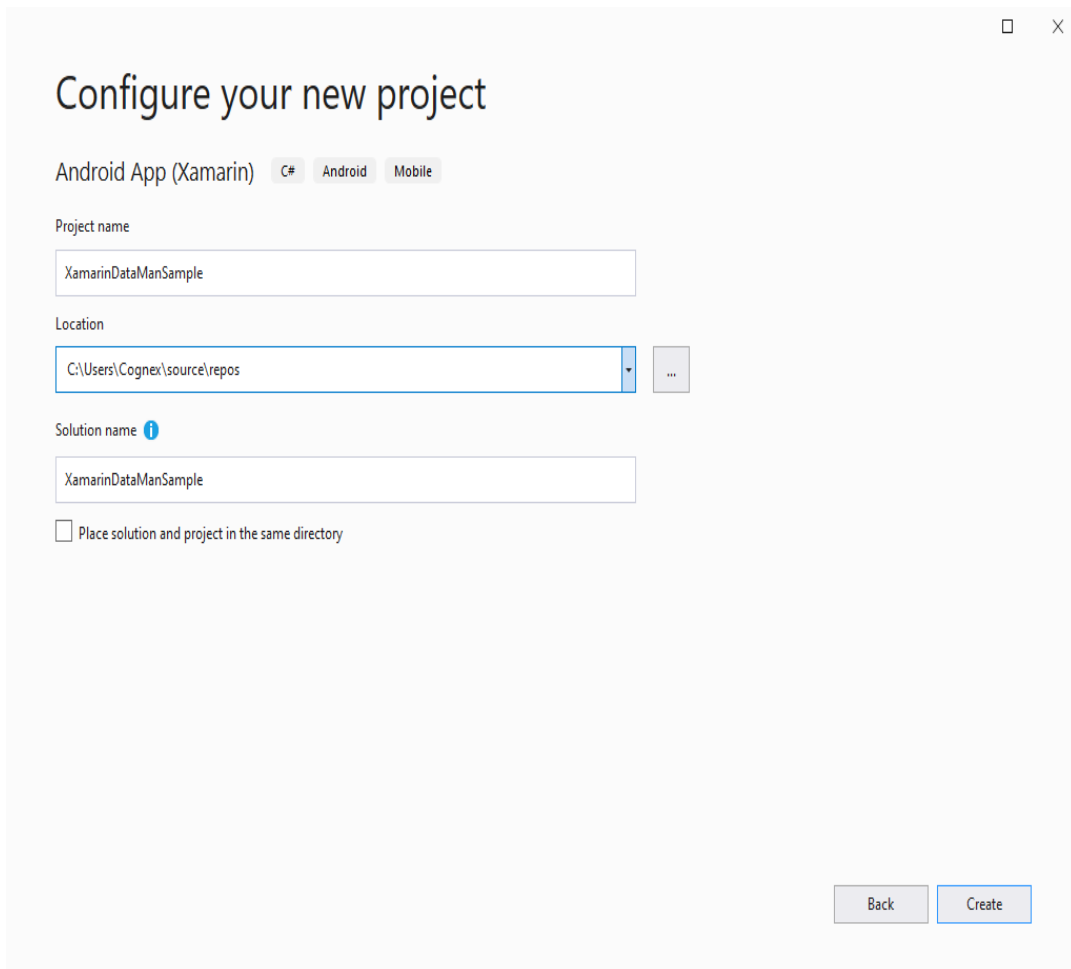 Configure your new project
Android App (Xamarin) C# Android Mobile
Project name
XamarinDataManSample
Location
C:\Users\Cognex\source\repos
...
Solution name
XamarinDataManSample
Place solution and project in the same directory
Back Create